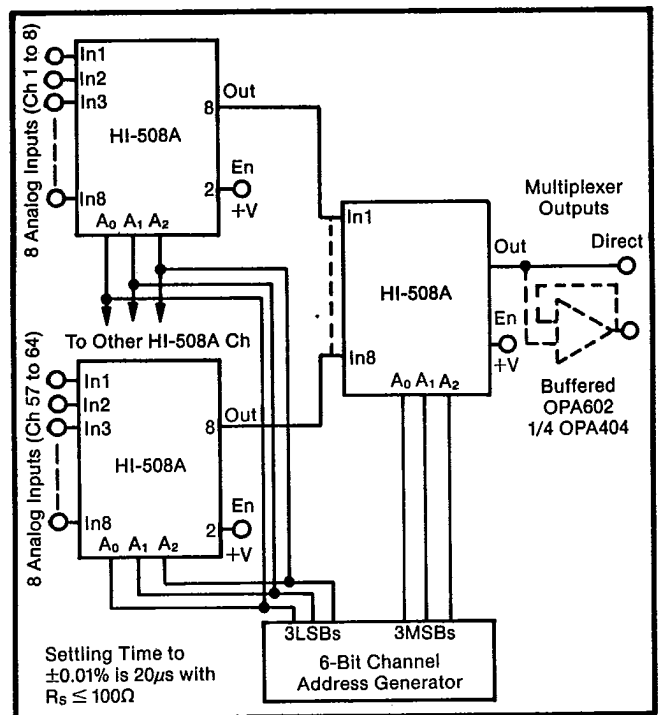 8 Analog Inputs (Ch 1 to 8)
In1
In2
In3
In8
HI-508A
8
Out
2
En
+V
A0 A1 A2
To Other HI-508A Ch
8 Analog Inputs (Ch 57 to 64)
In1
In2
In3
In8
HI-508A
8
Out
2
En
+V
A0 A1 A2
In1
In8
HI-508A
Out
En
+V
A0 A1 A2
Multiplexer
Outputs
Direct
Buffered
OPA602
1/4 OPA404
3LSBs
3MSBs
6-Bit Channel
Address Generator
Settling Time to
±0.01% is 20μs with
RS ≤ 100Ω